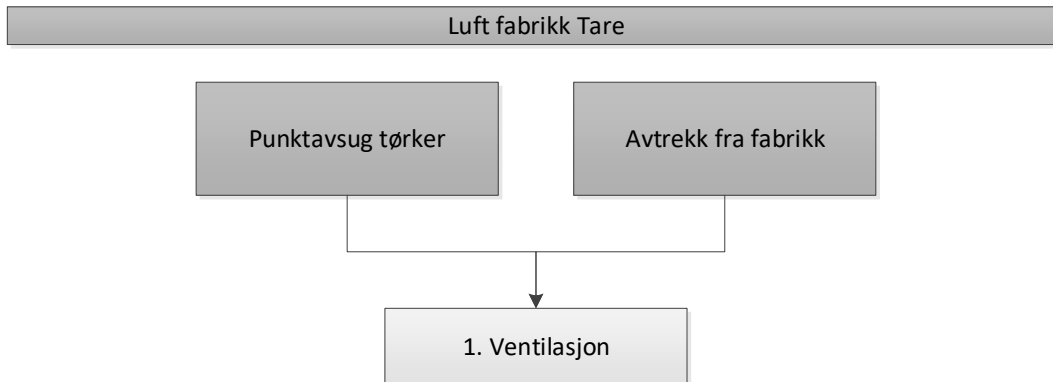 Luft fabrikk Tare
Punktavsug tørker
Avtrekk fra fabrikk
1. Ventilasjon